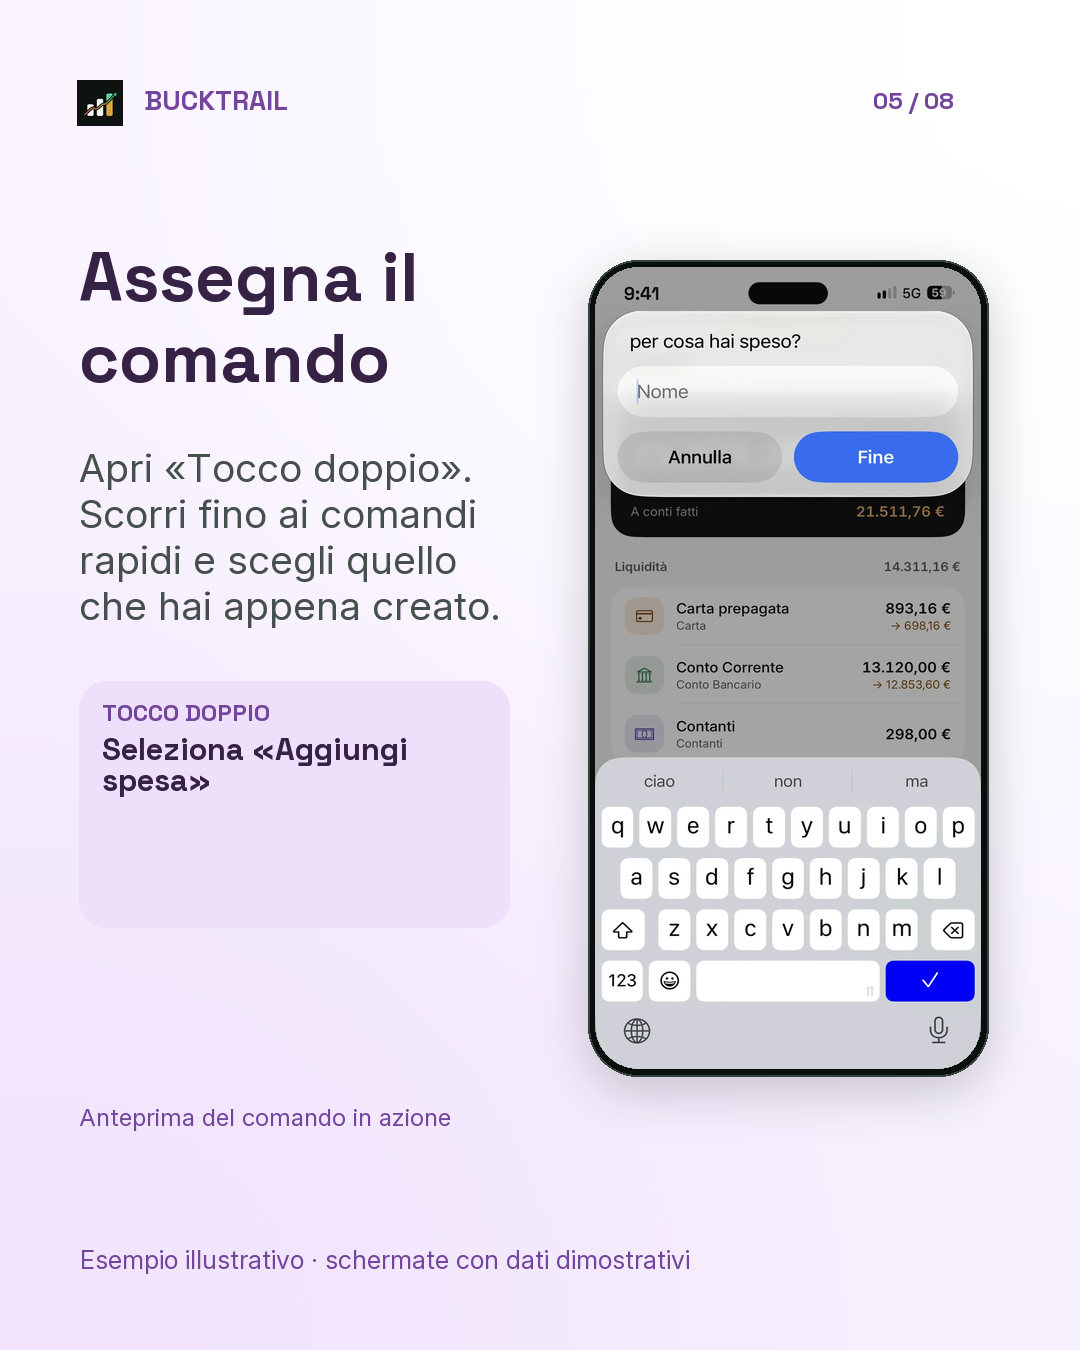 BUCKTRAIL
05 / 08
Assegna il
comando
Apri «Tocco doppio».
Scorri fino ai comandi
rapidi e scegli quello
che hai appena creato.
TOCCO DOPPIO
Seleziona «Aggiungi
spesa»
Anteprima del comando in azione
9:41
5G 59
per cosa hai speso?
Nome
Annulla Fine
A conti fatti 21.511,76 €
Liquidità 14.311,16 €
Carta prepagata 893,16 €
Carta → 698,16 €
Conto Corrente 13.120,00 €
Conto Bancario → 12.853,60 €
Contanti 298,00 €
Contanti
ciao non ma
q w e r t y u i o p
a s d f g h j k l
z x c v b n m
123
Esempio illustrativo · schermate con dati dimostrativi